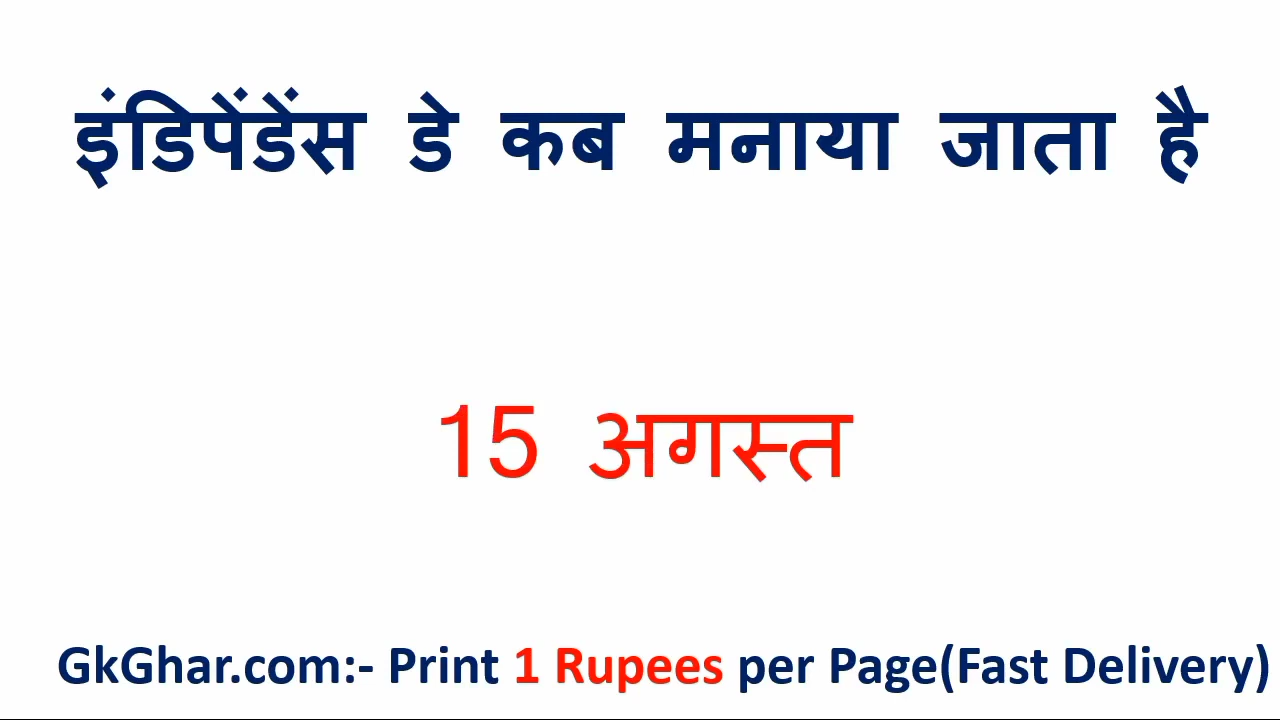 इंडिपेंडेंस डे कब मनाया जाता है
15 अगस्त
GkGhar.com:- Print 1 Rupees per Page(Fast Delivery)